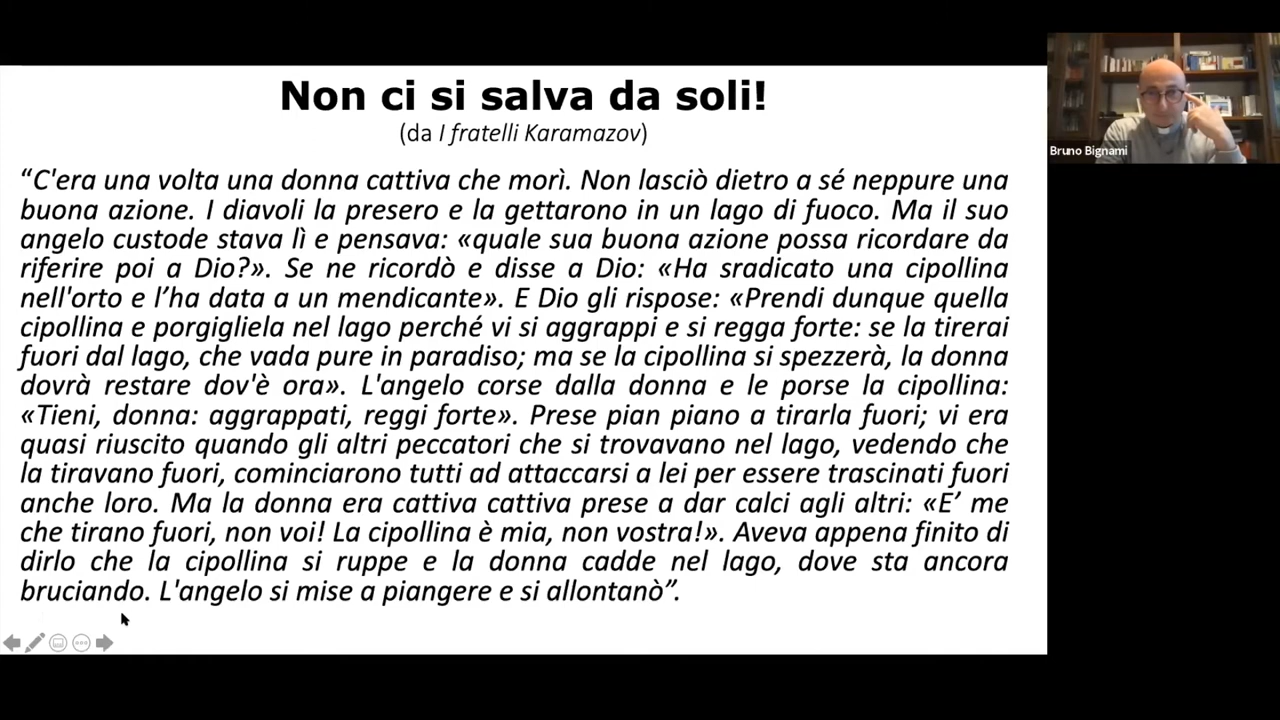 Non ci si salva da soli!
(da I fratelli Karamazov)
“C'era una volta una donna cattiva che morì. Non lasciò dietro a sé neppure una
buona azione. I diavoli la presero e la gettarono in un lago di fuoco. Ma il suo
angelo custode stava lì e pensava: «quale sua buona azione possa ricordare da
riferire poi a Dio?». Se ne ricordò e disse a Dio: «Ha sradicato una cipollina
nell'orto e l’ha data a un mendicante». E Dio gli rispose: «Prendi dunque quella
cipollina e porgigliela nel lago perché vi si aggrappi e si regga forte: se la tirerai
fuori dal lago, che vada pure in paradiso; ma se la cipollina si spezzerà, la donna
dovrà restare dov'è ora». L'angelo corse dalla donna e le porse la cipollina:
«Tieni, donna: aggrappati, reggi forte». Prese pian piano a tirarla fuori; vi era
quasi riuscito quando gli altri peccatori che si trovavano nel lago, vedendo che
la tiravano fuori, cominciarono tutti ad attaccarsi a lei per essere trascinati fuori
anche loro. Ma la donna era cattiva cattiva prese a dar calci agli altri: «E’ me
che tirano fuori, non voi! La cipollina è mia, non vostra!». Aveva appena finito di
dirlo che la cipollina si ruppe e la donna cadde nel lago, dove sta ancora
bruciando. L'angelo si mise a piangere e si allontanò”.
Bruno Bignami